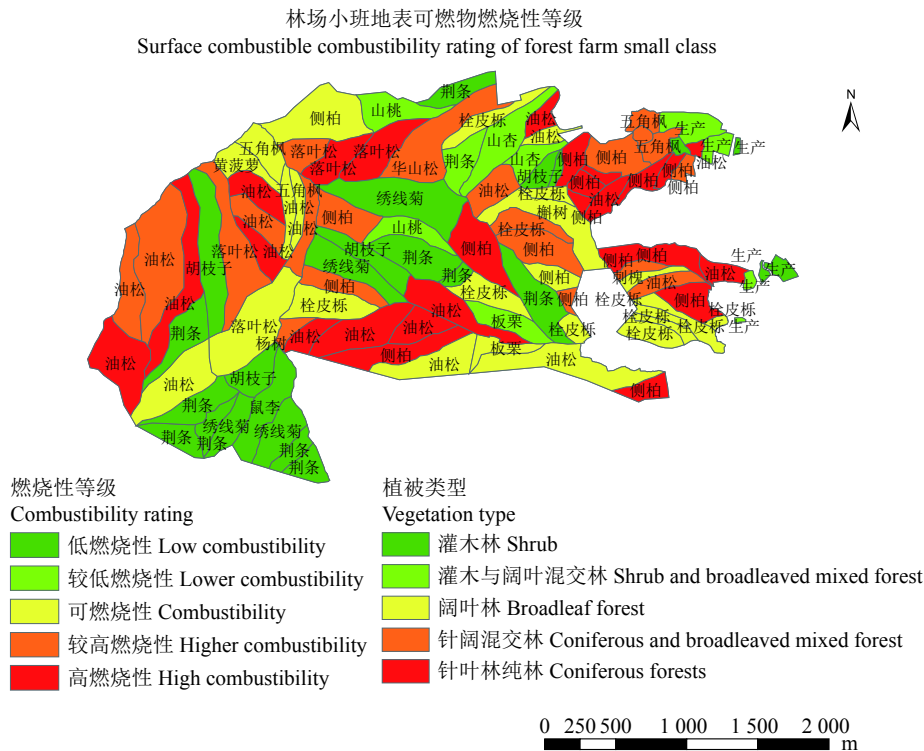 林场小班地表可燃物燃烧性等级
Surface combustible combustibility rating of forest farm small class
N
荆条
山桃
侧柏
栓皮栎
油松
油松
五角枫
生产
五角枫
落叶松
落叶松
山杏
五角枫
生产
生产
黄菠萝
落叶松
华山松
荆条
山杏
侧柏
侧柏
侧柏
油松
油松
五角枫
油松
胡枝子
侧柏
侧柏
侧柏
油松
绣线菊
栓皮栎
油松
油松
油松
侧柏
山桃
槲树
侧柏
栓皮栎
落叶松
油松
胡枝子
荆条
侧柏
侧柏
侧柏
侧柏
生产
油松
胡枝子
绣线菊
荆条
侧柏
刺槐
油松
油松
生产
生产
油松
油松
侧柏
栓皮栎
荆条
侧柏
栓皮栎
侧柏
栓皮栎
栓皮栎
油松
板栗
栓皮栎
栓皮栎
栓皮栎
栓皮栎
生产
荆条
落叶松
杨树
油松
油松
油松
侧柏
板栗
油松
油松
油松
油松
胡枝子
侧柏
荆条
鼠李
绣线菊
绣线菊
荆条
荆条
荆条
荆条
燃烧性等级
Combustibility rating
低燃烧性 Low combustibility
较低燃烧性 Lower combustibility
可燃烧性 Combustibility
较高燃烧性 Higher combustibility
高燃烧性 High combustibility
植被类型
Vegetation type
灌木林 Shrub
灌木与阔叶混交林 Shrub and broadleaved mixed forest
阔叶林 Broadleaf forest
针阔混交林 Coniferous and broadleaved mixed forest
针叶林纯林 Coniferous forests
0 250 500 1 000 1 500 2 000
m